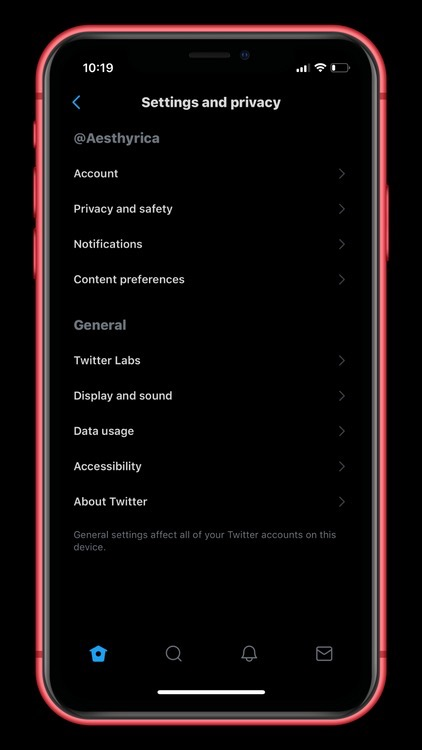 10:19
Settings and privacy
@Aesthyrica
Account
Privacy and safety
Notifications
Content preferences
General
Twitter Labs
Display and sound
Data usage
Accessibility
About Twitter
General settings affect all of your Twitter accounts on this
device.